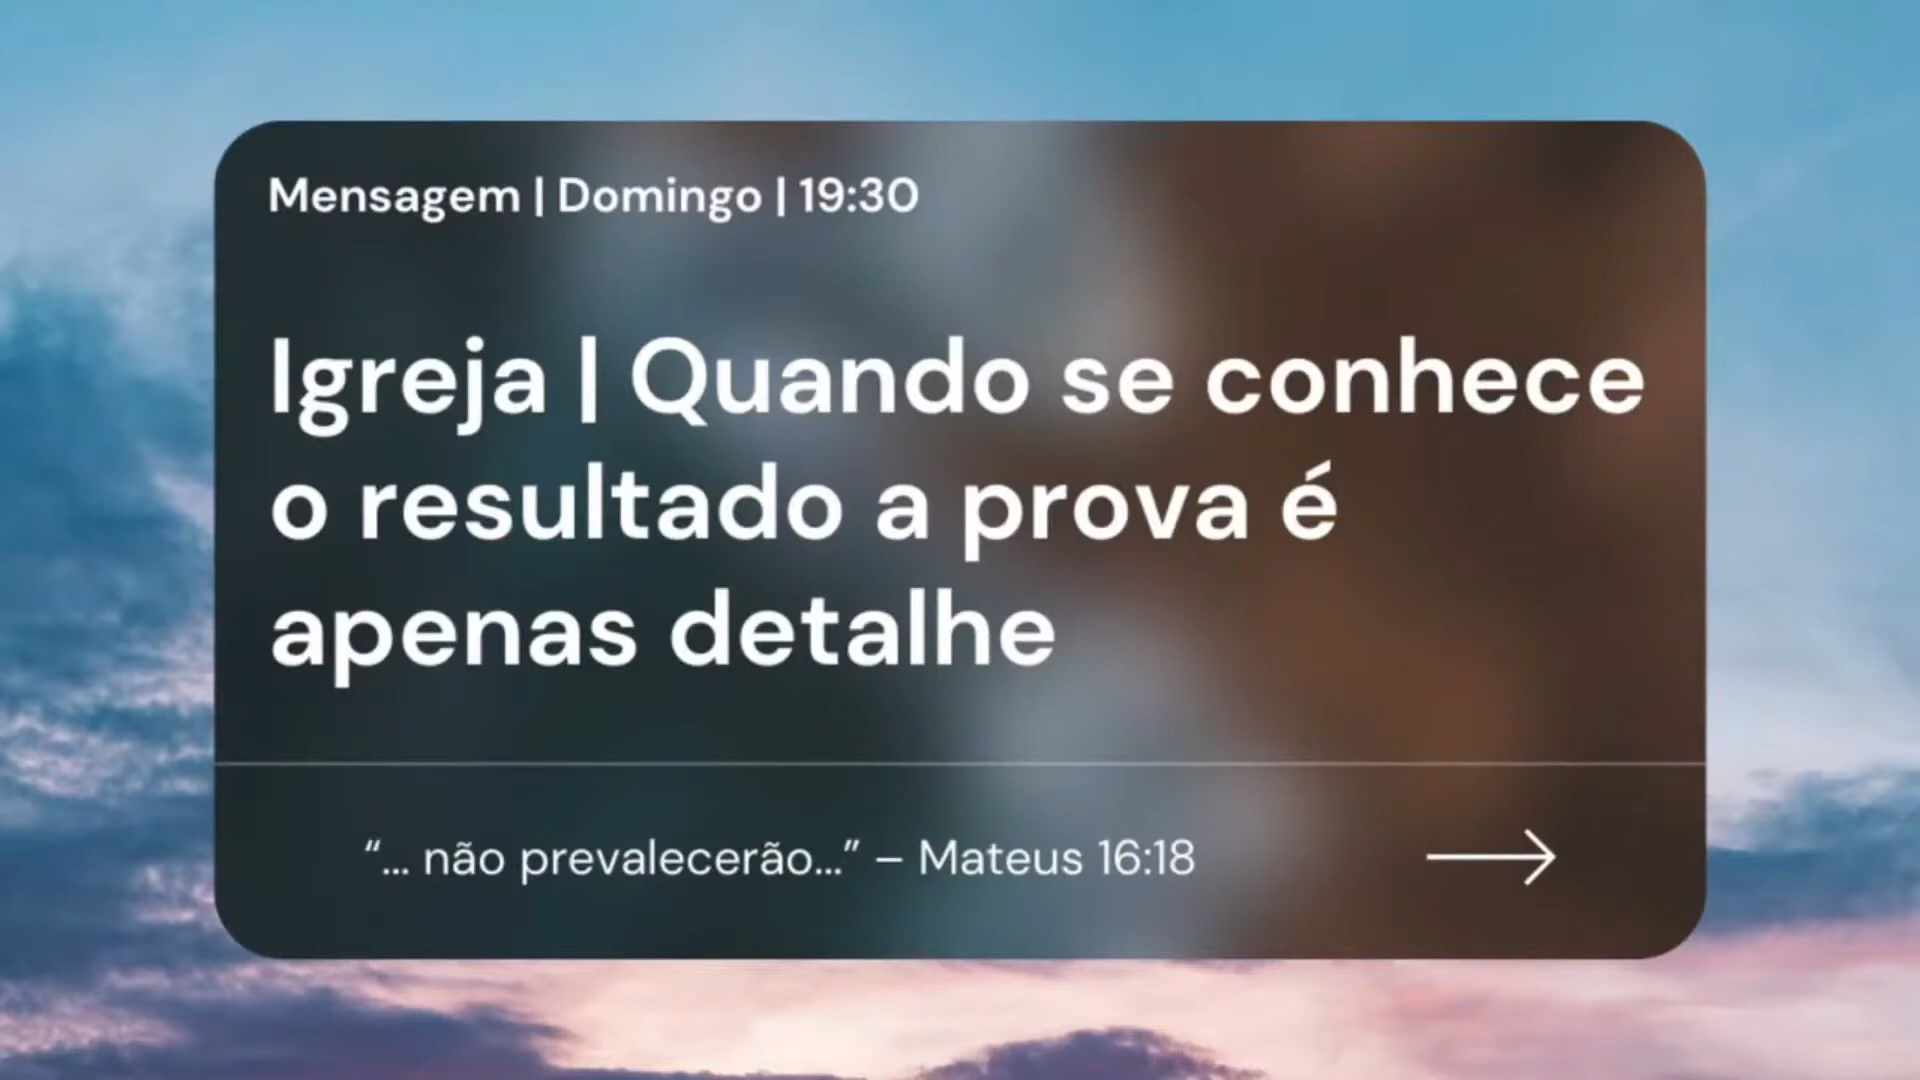 Mensagem | Domingo | 19:30
Igreja | Quando se conhece
o resultado a prova é
apenas detalhe
“... não prevalecerão...” – Mateus 16:18